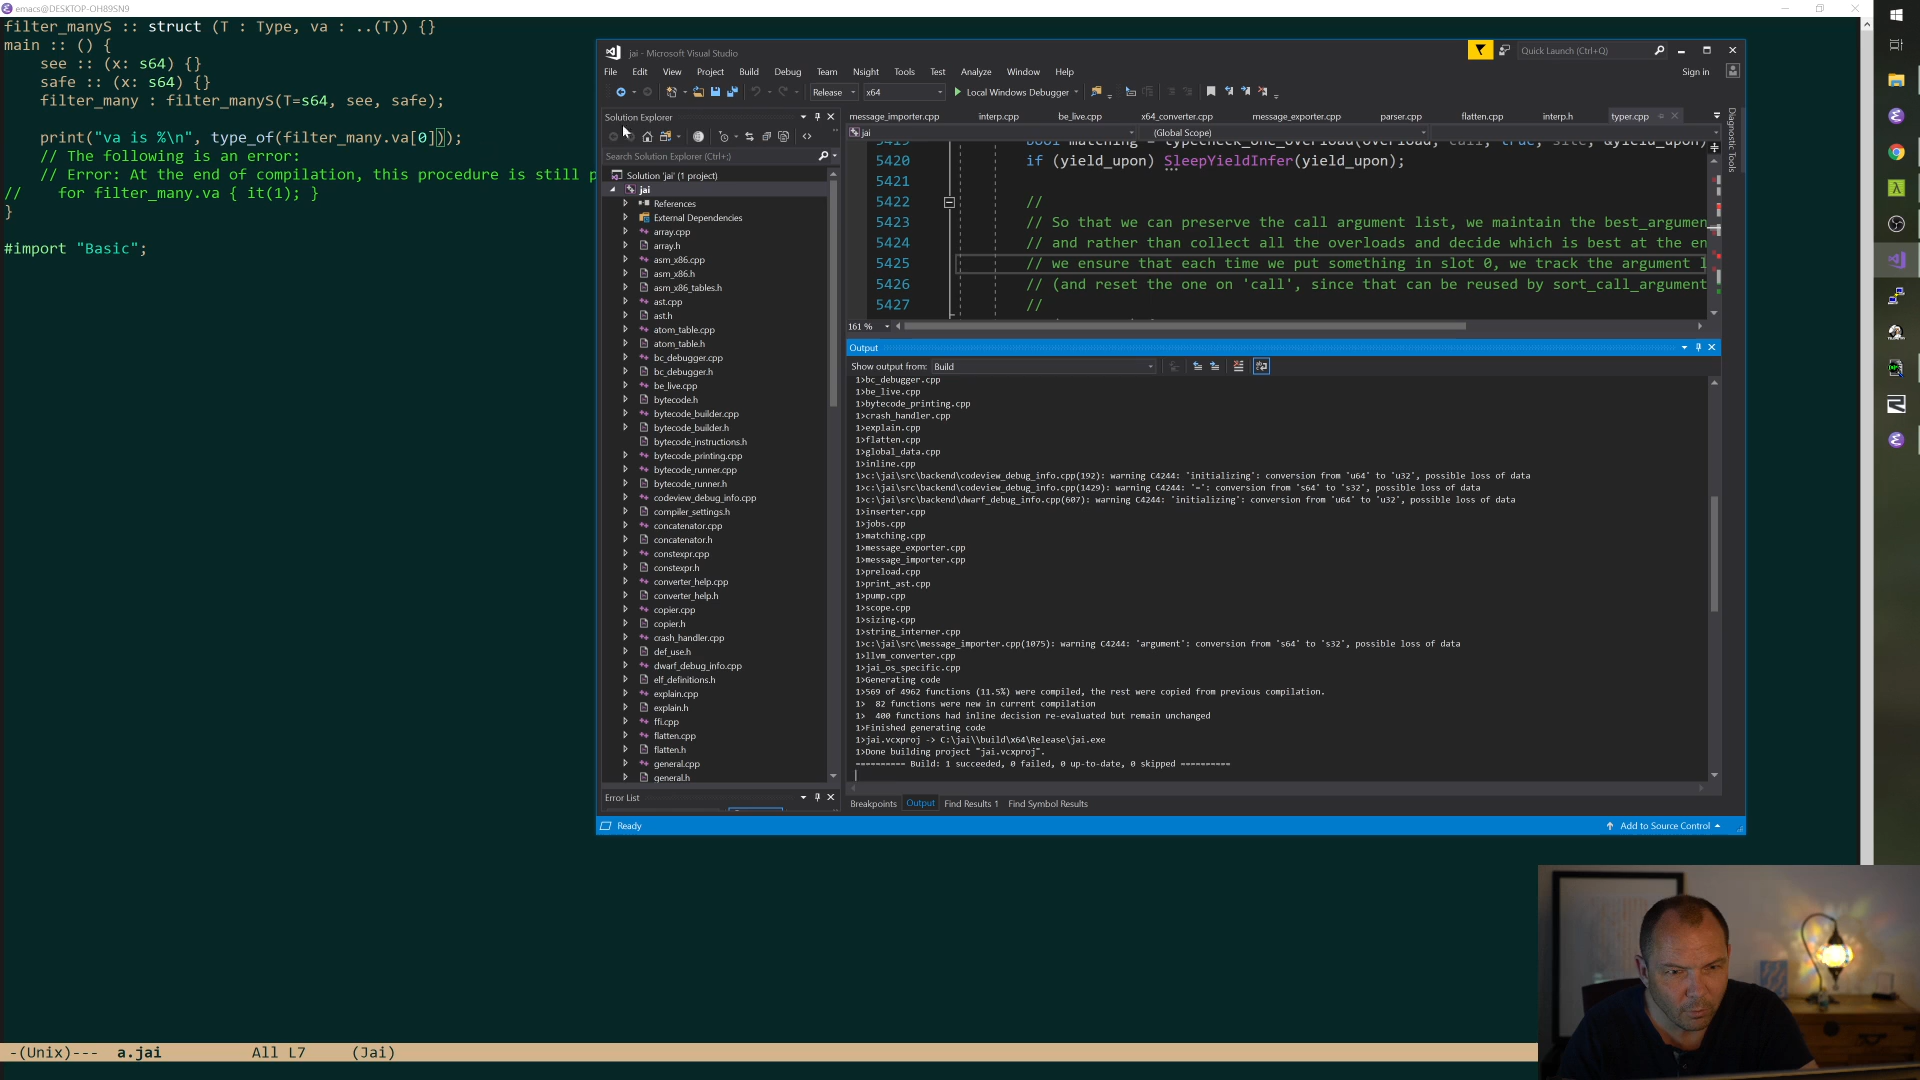 emacs@DESKTOP-OH89SN9
filter_manyS :: struct (T : Type, va : ..(T)) {}
main :: () {
see :: (x: s64) {}
safe :: (x: s64) {}
filter_many : filter_manyS(T=s64, see, safe);
print("va is %\n", type_of(filter_many.va[0]));
// The following is an error:
// Error: At the end of compilation, this procedure is still p
// for filter_many.va { it(1); }
}
#import "Basic";
-(Unix)--- a.jai All L7 (Jai)
jai - Microsoft Visual Studio
Quick Launch (Ctrl+Q)
File Edit View Project Build Debug Team Nsight Tools Test Analyze Window Help
Sign in
Release x64 Local Windows Debugger
Solution Explorer
Search Solution Explorer (Ctrl+;)
Solution 'jai' (1 project)
jai
References
External Dependencies
array.cpp
array.h
asm_x86.cpp
asm_x86.h
asm_x86_tables.h
ast.cpp
ast.h
atom_table.cpp
atom_table.h
bc_debugger.cpp
bc_debugger.h
be_live.cpp
bytecode.h
bytecode_builder.cpp
bytecode_builder.h
bytecode_instructions.h
bytecode_printing.cpp
bytecode_runner.cpp
bytecode_runner.h
codeview_debug_info.cpp
compiler_settings.h
concatenator.cpp
concatenator.h
constexpr.cpp
constexpr.h
converter_help.cpp
converter_help.h
copier.cpp
copier.h
crash_handler.cpp
def_use.h
dwarf_debug_info.cpp
elf_definitions.h
explain.cpp
explain.h
ffi.cpp
flatten.cpp
flatten.h
general.cpp
general.h
Error List
message_importer.cpp interp.cpp be_live.cpp x64_converter.cpp message_exporter.cpp parser.cpp flatten.cpp interp.h typer.cpp
jai (Global Scope)
Diagnostic Tools
5419 bool matching = typecheck_one_overload(overload, call, true, site, &yield_upon)
5420 if (yield_upon) SleepYieldInfer(yield_upon);
5421
5422 //
5423 // So that we can preserve the call argument list, we maintain the best_argumen
5424 // and rather than collect all the overloads and decide which is best at the en
5425 // we ensure that each time we put something in slot 0, we track the argument l
5426 // (and reset the one on 'call', since that can be reused by sort_call_argument
5427 //
161 %
Output
Show output from: Build
1>bc_debugger.cpp
1>be_live.cpp
1>bytecode_printing.cpp
1>crash_handler.cpp
1>explain.cpp
1>flatten.cpp
1>global_data.cpp
1>inline.cpp
1>c:\jai\src\backend\codeview_debug_info.cpp(192): warning C4244: 'initializing': conversion from 'u64' to 'u32', possible loss of data
1>c:\jai\src\backend\codeview_debug_info.cpp(1429): warning C4244: '=': conversion from 's64' to 's32', possible loss of data
1>c:\jai\src\backend\dwarf_debug_info.cpp(607): warning C4244: 'initializing': conversion from 'u64' to 'u32', possible loss of data
1>inserter.cpp
1>jobs.cpp
1>matching.cpp
1>message_exporter.cpp
1>message_importer.cpp
1>preload.cpp
1>print_ast.cpp
1>pump.cpp
1>scope.cpp
1>sizing.cpp
1>string_interner.cpp
1>c:\jai\src\message_importer.cpp(1075): warning C4244: 'argument': conversion from 's64' to 's32', possible loss of data
1>llvm_converter.cpp
1>jai_os_specific.cpp
1>Generating code
1>569 of 4962 functions (11.5%) were compiled, the rest were copied from previous compilation.
1> 82 functions were new in current compilation
1> 400 functions had inline decision re-evaluated but remain unchanged
1>Finished generating code
1>jai.vcxproj -> C:\jai\\build\x64\Release\jai.exe
1>Done building project "jai.vcxproj".
========== Build: 1 succeeded, 0 failed, 0 up-to-date, 0 skipped ==========
Breakpoints Output Find Results 1 Find Symbol Results
Ready
Add to Source Control